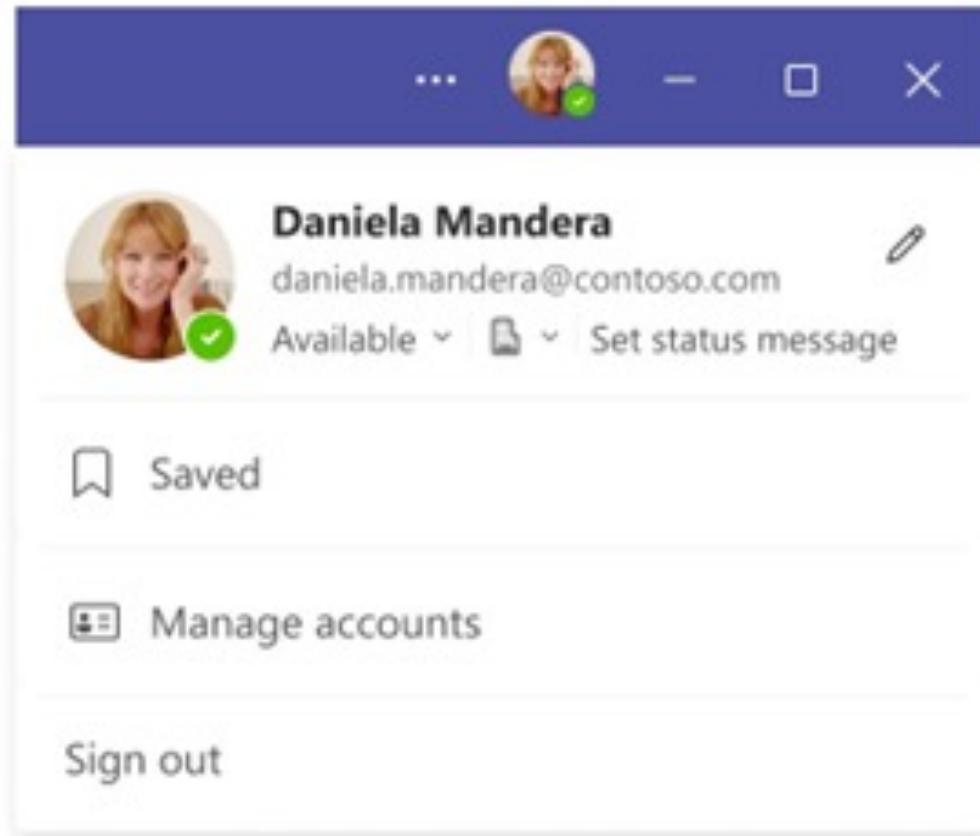 Daniela Mandera
daniela.mandera@contoso.com
Available Set status message
Saved
Manage accounts
Sign out